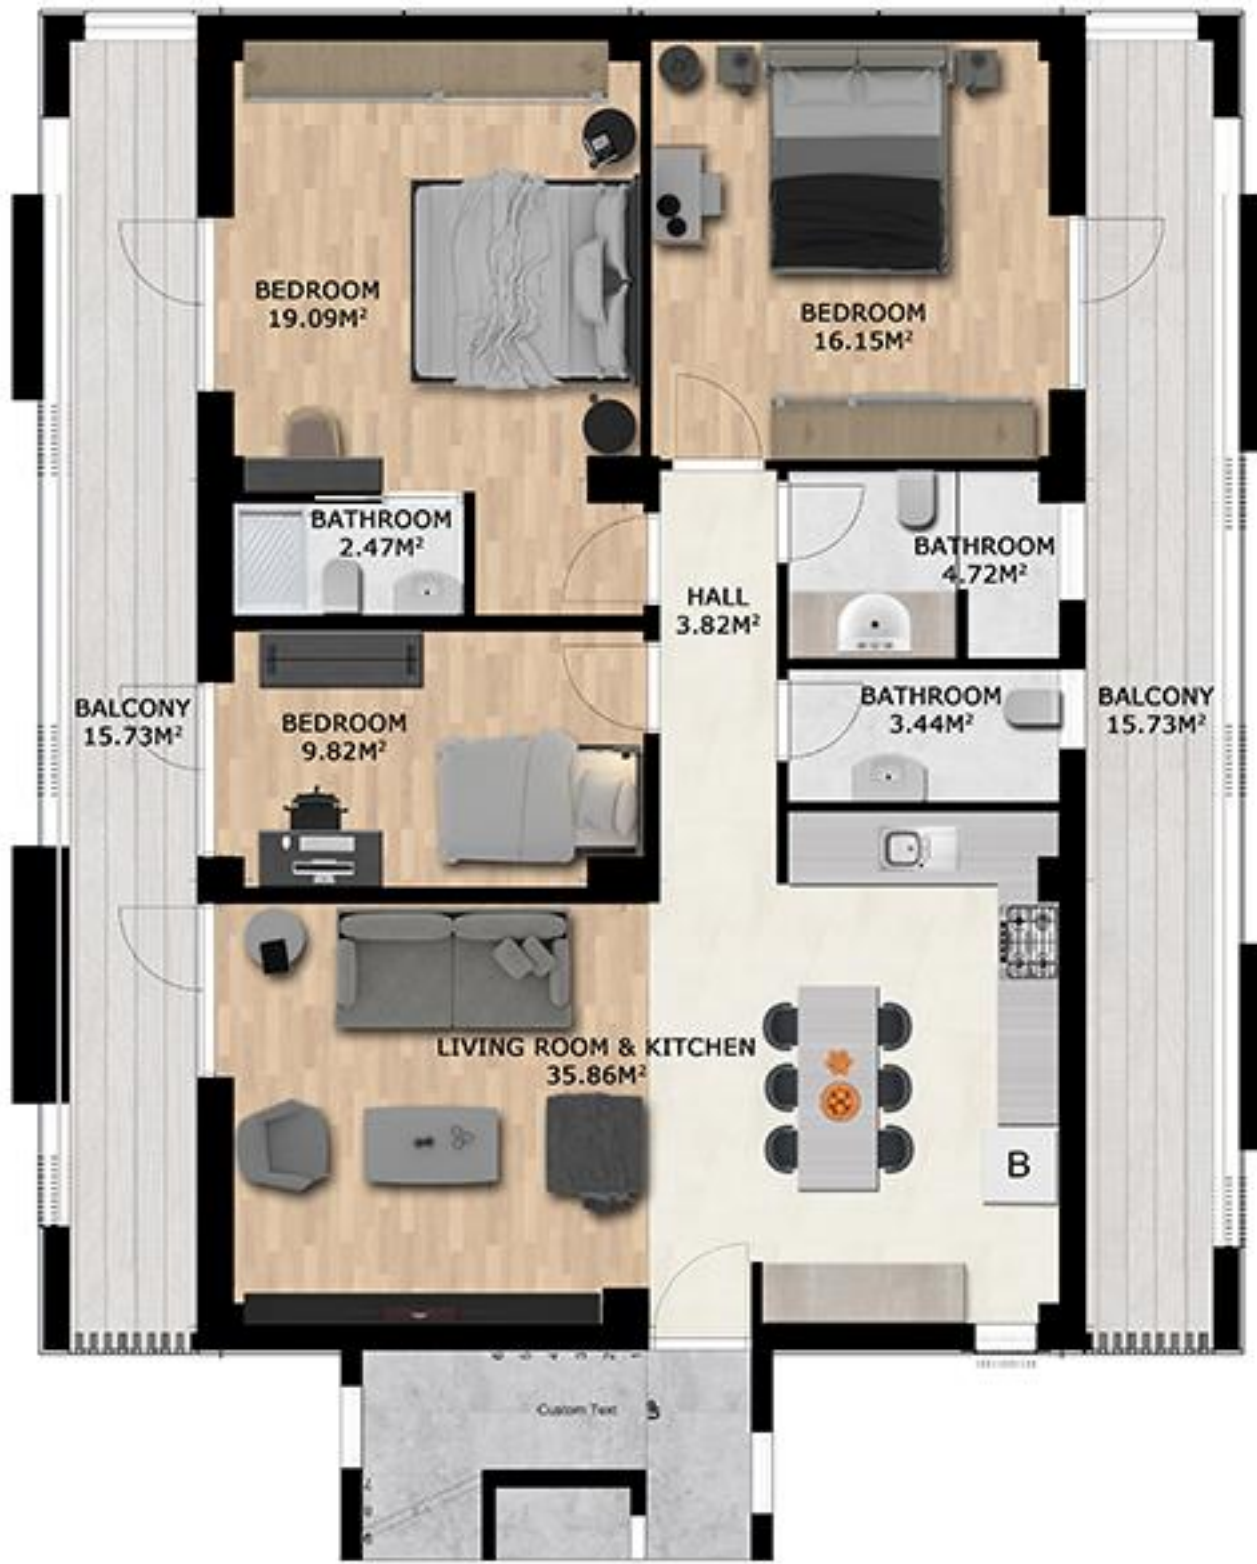 BEDROOM
19.09M²
BEDROOM
16.15M²
BATHROOM
2.47M²
BATHROOM
4.72M²
HALL
3.82M²
BALCONY
15.73M²
BEDROOM
9.82M²
BATHROOM
3.44M²
BALCONY
15.73M²
LIVING ROOM & KITCHEN
35.86M²
B
Custom Text